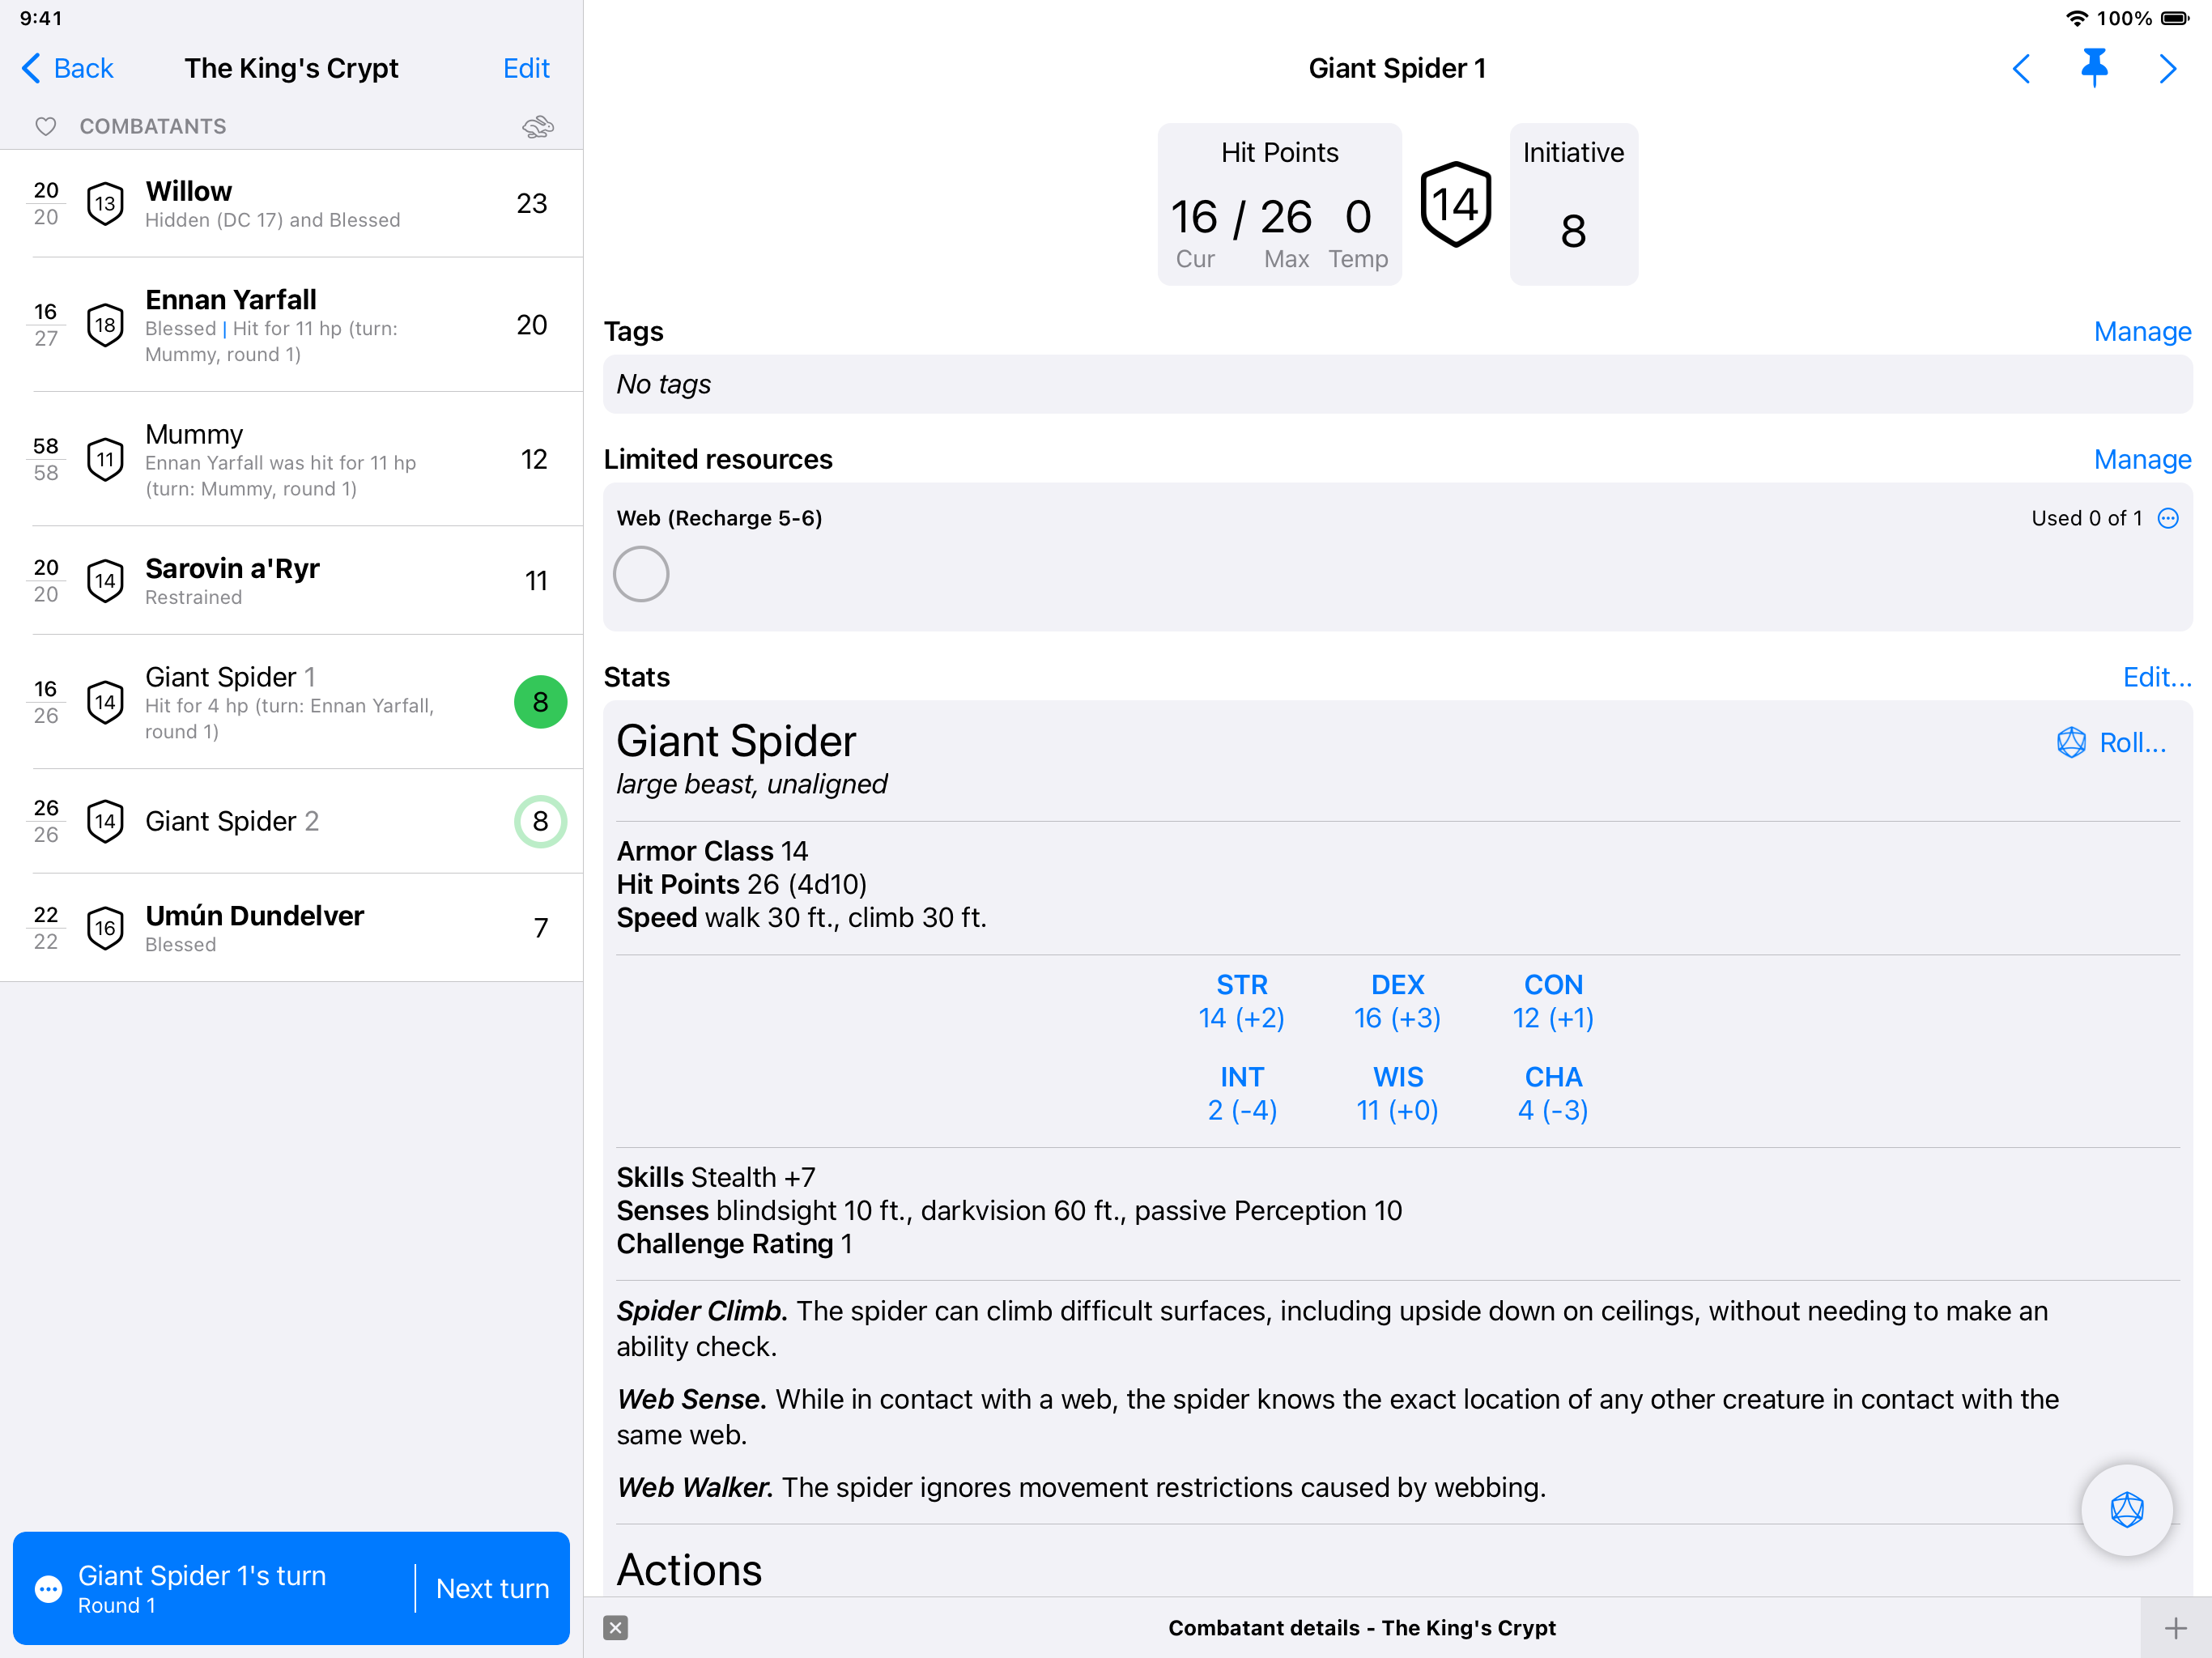 9:41
100%
Back
The King's Crypt
Edit
COMBATANTS
20
20
13
Willow
Hidden (DC 17) and Blessed
23
16
27
18
Ennan Yarfall
Blessed | Hit for 11 hp (turn:
Mummy, round 1)
20
58
58
11
Mummy
Ennan Yarfall was hit for 11 hp
(turn: Mummy, round 1)
12
20
20
14
Sarovin a'Ryr
Restrained
11
16
26
14
Giant Spider 1
Hit for 4 hp (turn: Ennan Yarfall,
round 1)
8
26
26
14
Giant Spider 2
8
22
22
16
Umún Dundelver
Blessed
7
Giant Spider 1's turn
Round 1
Next turn
Giant Spider 1
Hit Points
16 / 26 0
Cur Max Temp
14
Initiative
8
Tags
Manage
No tags
Limited resources
Manage
Web (Recharge 5-6)
Used 0 of 1
Stats
Edit...
Giant Spider
Roll...
large beast, unaligned
Armor Class 14
Hit Points 26 (4d10)
Speed walk 30 ft., climb 30 ft.
STR DEX CON
14 (+2) 16 (+3) 12 (+1)
INT WIS CHA
2 (-4) 11 (+0) 4 (-3)
Skills Stealth +7
Senses blindsight 10 ft., darkvision 60 ft., passive Perception 10
Challenge Rating 1
Spider Climb. The spider can climb difficult surfaces, including upside down on ceilings, without needing to make an
ability check.
Web Sense. While in contact with a web, the spider knows the exact location of any other creature in contact with the
same web.
Web Walker. The spider ignores movement restrictions caused by webbing.
Actions
Combatant details - The King's Crypt